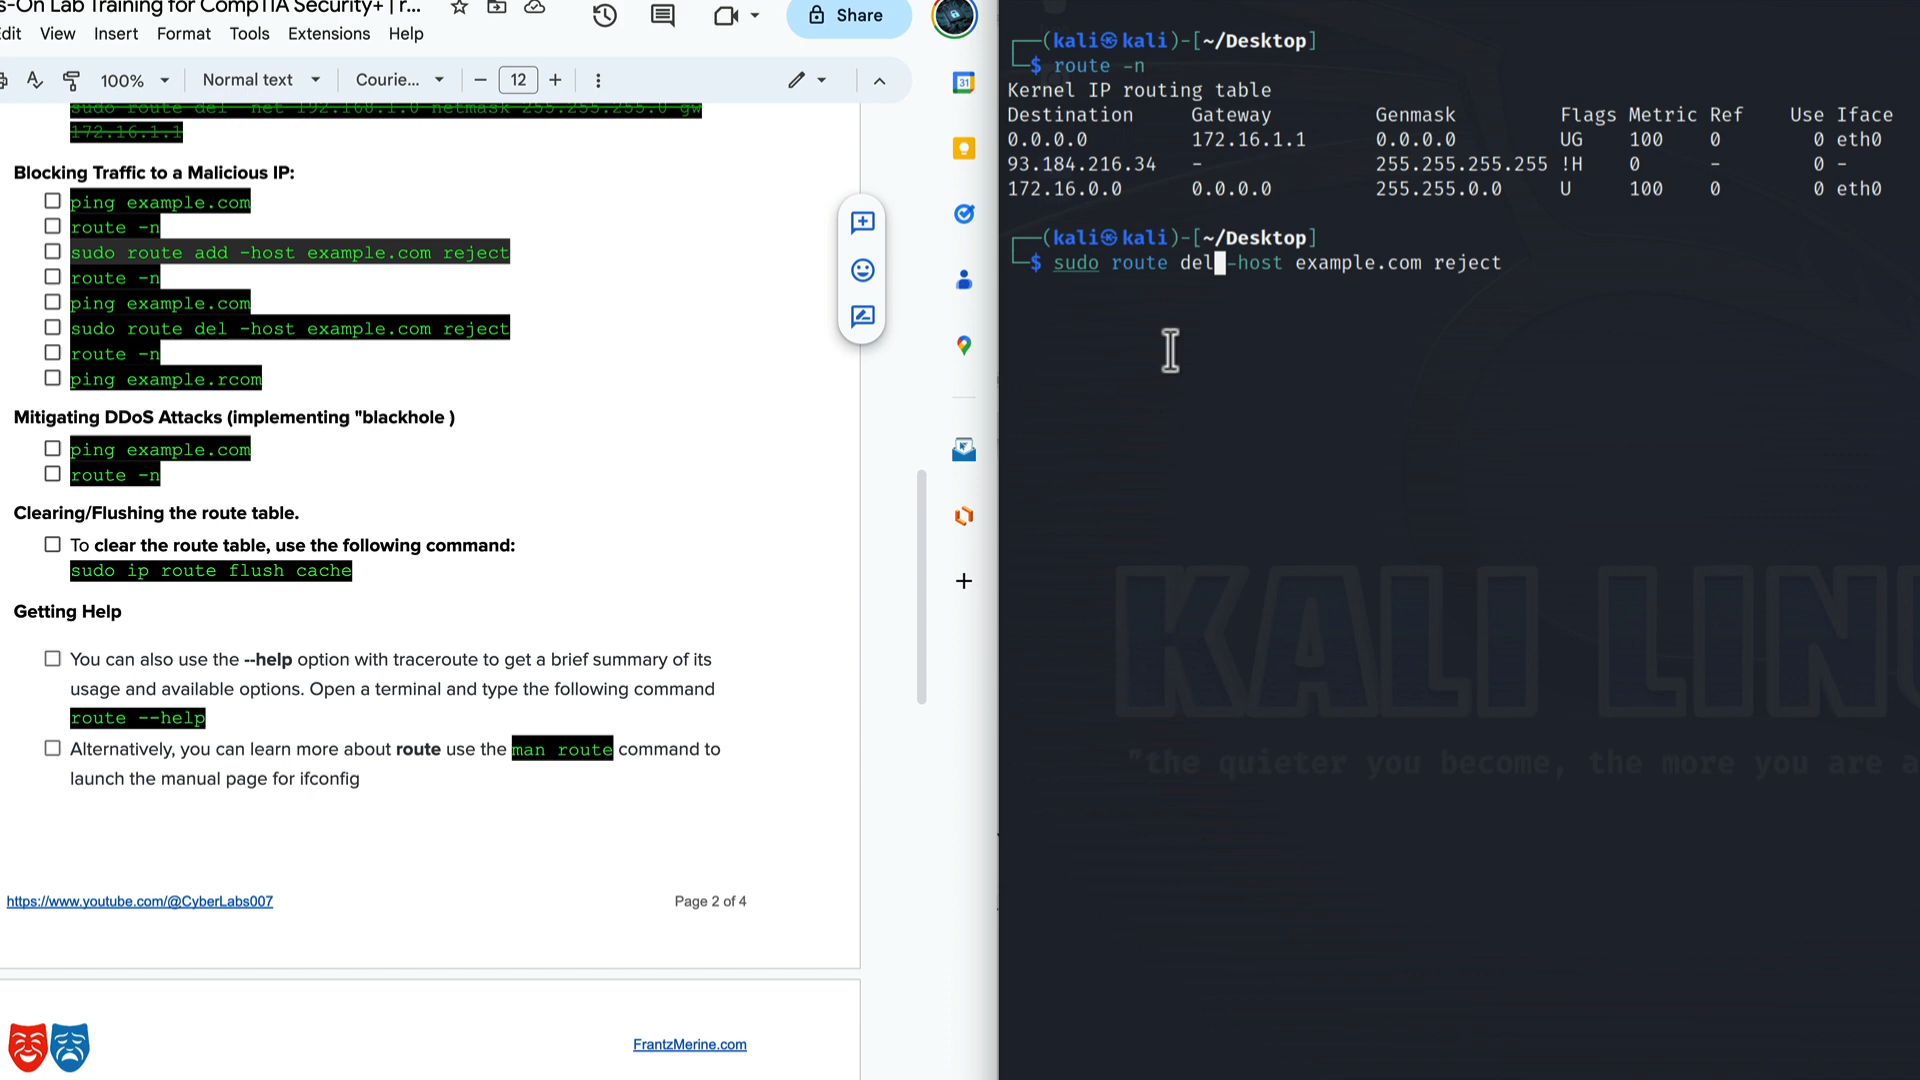 s-On Lab Training for CompTIA Security+ | r...
dit View Insert Format Tools Extensions Help
Share
100% Normal text Courie... 12
31
sudo route del -net 192.168.1.0 netmask 255.255.255.0 gw
172.16.1.1
Blocking Traffic to a Malicious IP:
ping example.com
route -n
sudo route add -host example.com reject
route -n
ping example.com
sudo route del -host example.com reject
route -n
ping example.rcom
Mitigating DDoS Attacks (implementing "blackhole )
ping example.com
route -n
Clearing/Flushing the route table.
To clear the route table, use the following command:
sudo ip route flush cache
Getting Help
You can also use the --help option with traceroute to get a brief summary of its
usage and available options. Open a terminal and type the following command
route --help
Alternatively, you can learn more about route use the man route command to
launch the manual page for ifconfig
https://www.youtube.com/@CyberLabs007 Page 2 of 4
FrantzMerine.com
(kali㉿kali)-[~/Desktop]
$ route -n
Kernel IP routing table
Destination Gateway Genmask Flags Metric Ref Use Iface
0.0.0.0 172.16.1.1 0.0.0.0 UG 100 0 0 eth0
93.184.216.34 - 255.255.255.255 !H 0 - 0 -
172.16.0.0 0.0.0.0 255.255.0.0 U 100 0 0 eth0
(kali㉿kali)-[~/Desktop]
$ sudo route del -host example.com reject
KALI LINU
"the quieter you become, the more you are a